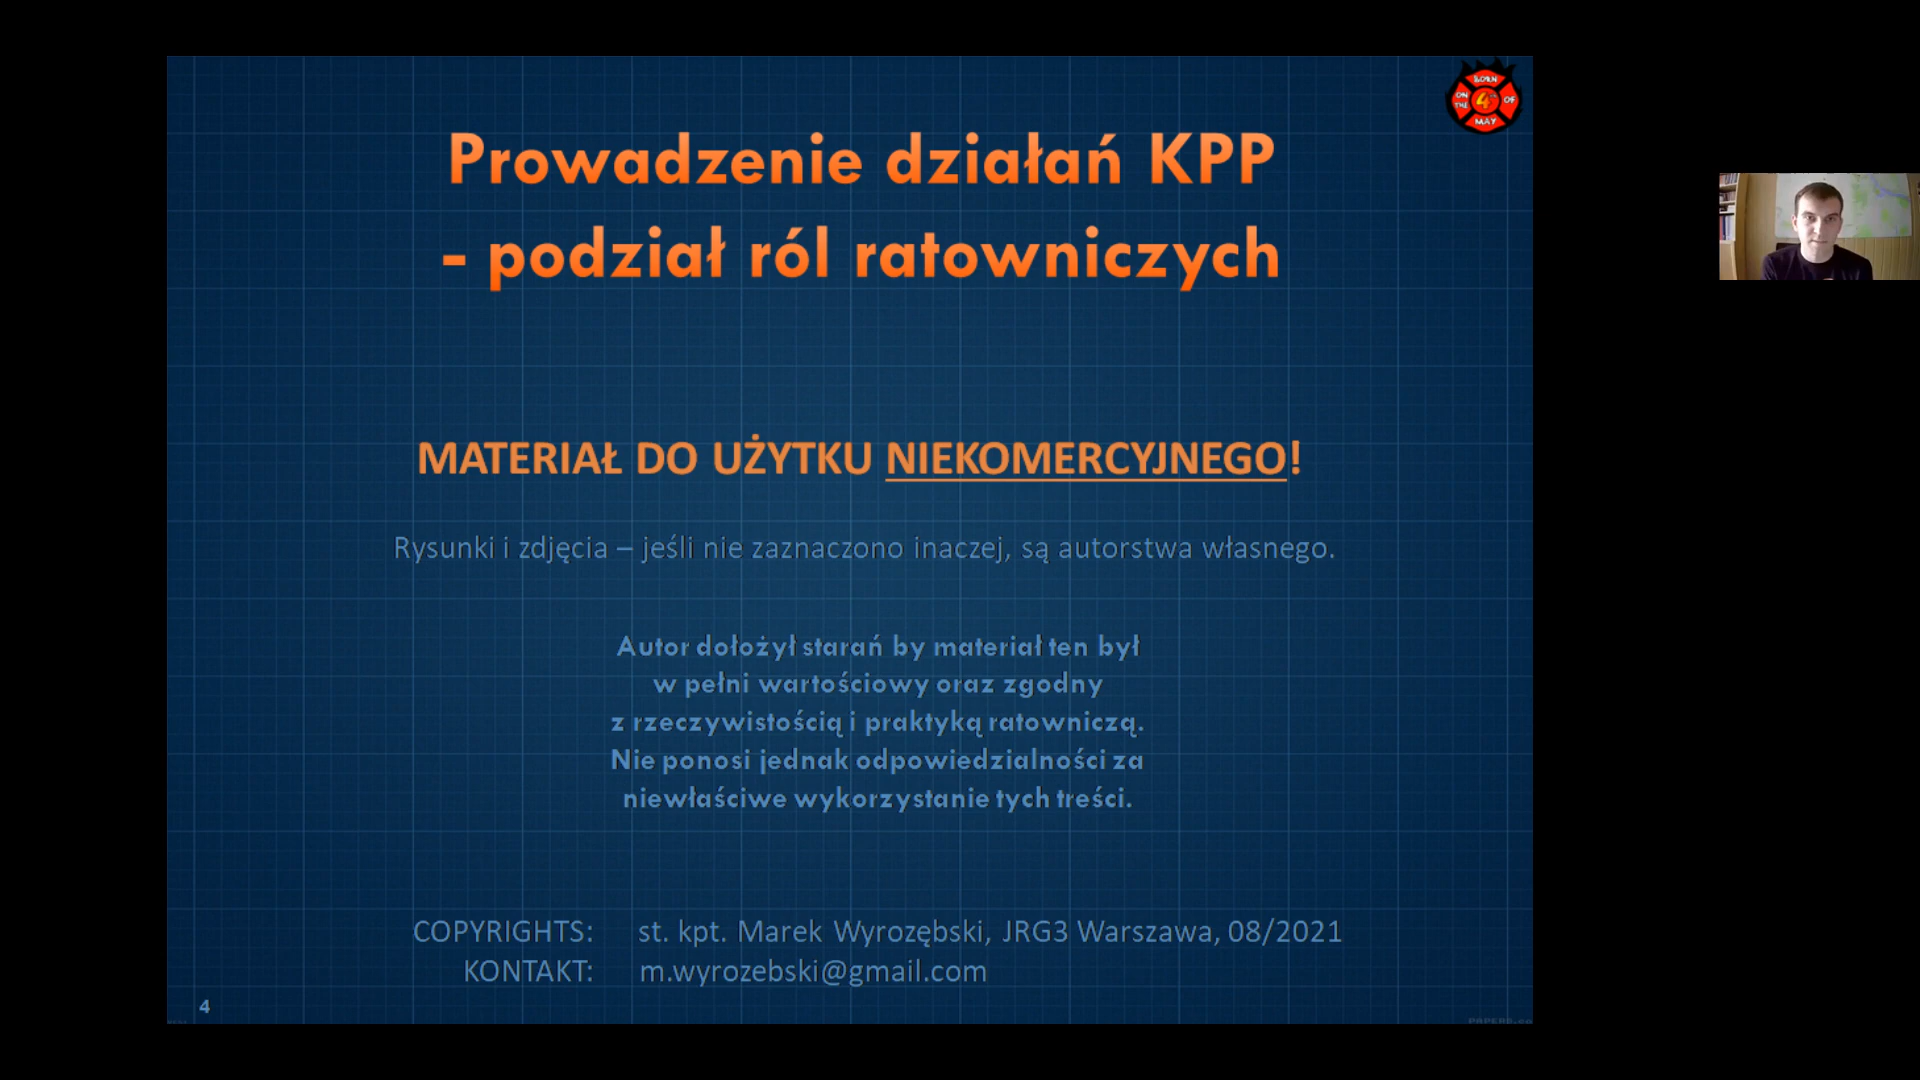 BORN
ON THE 4TH OF
MAY
Prowadzenie działań KPP
- podział ról ratowniczych
MATERIAŁ DO UŻYTKU NIEKOMERCYJNEGO!
Rysunki i zdjęcia – jeśli nie zaznaczono inaczej, są autorstwa własnego.
Autor dołożył starań by materiał ten był
w pełni wartościowy oraz zgodny
z rzeczywistością i praktyką ratowniczą.
Nie ponosi jednak odpowiedzialności za
niewłaściwe wykorzystanie tych treści.
COPYRIGHTS: st. kpt. Marek Wyrozębski, JRG3 Warszawa, 08/2021
KONTAKT: m.wyrozebski@gmail.com
4